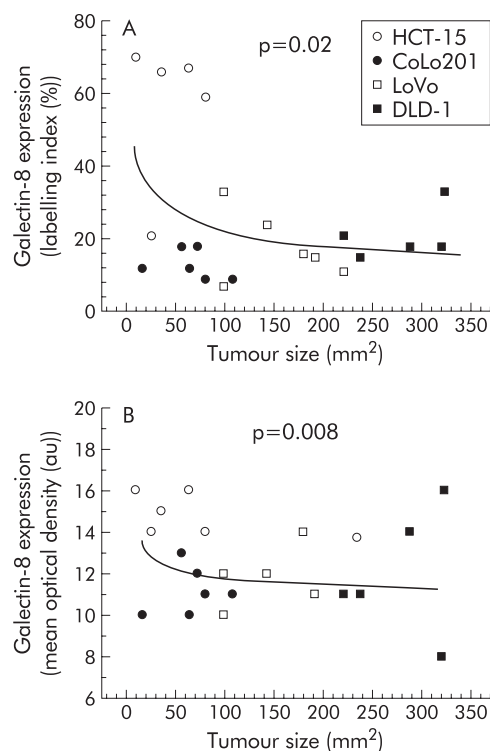 A
p=0.02
HCT-15
CoLo201
LoVo
DLD-1
Galectin-8 expression
(labelling index (%))
80
60
40
20
0
0 50 100 150 200 250 300 350
Tumour size (mm²)
B
p=0.008
Galectin-8 expression
(mean optical density (au))
20
18
16
14
12
10
8
6
0 50 100 150 200 250 300 350
Tumour size (mm²)